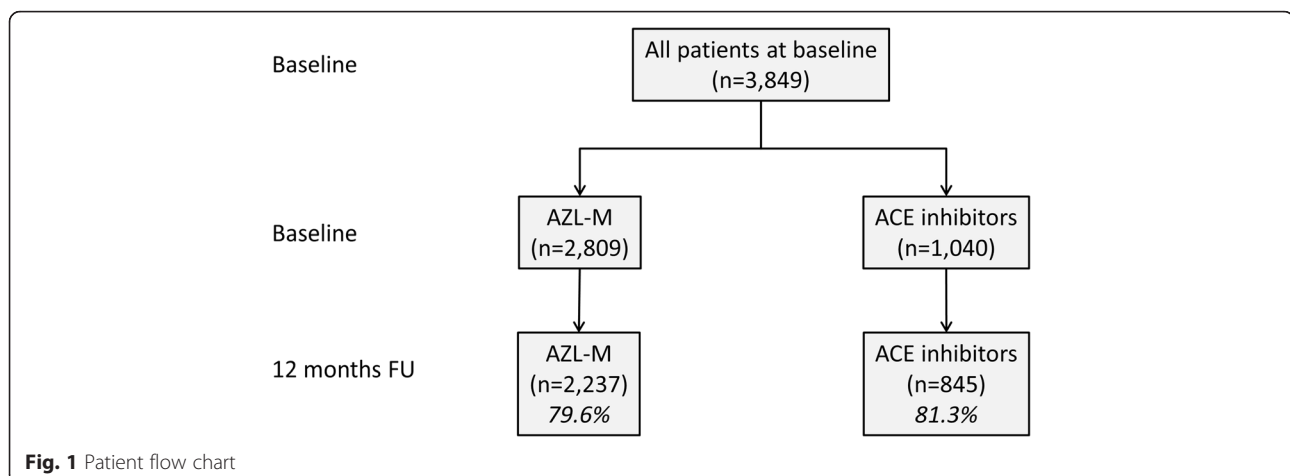 Baseline
All patients at baseline
(n=3,849)
Baseline
AZL-M
(n=2,809)
ACE inhibitors
(n=1,040)
12 months FU
AZL-M
(n=2,237)
79.6%
ACE inhibitors
(n=845)
81.3%
Fig. 1 Patient flow chart